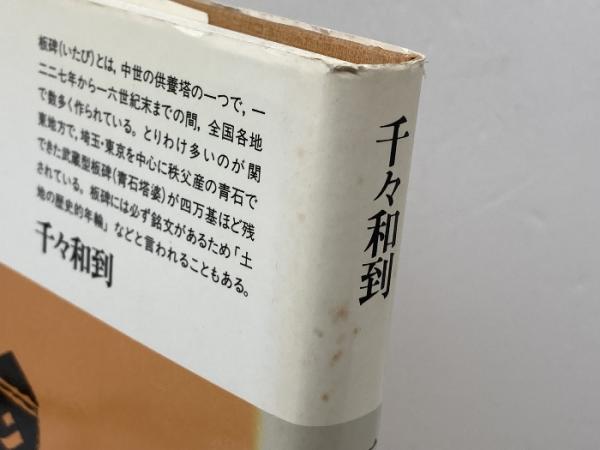 板碑(いたび)とは,中世の供養塔の一つで,一
二二七年から一六世紀末までの間,全国各地
で数多く作られている。とりわけ多いのが関
東地方で,埼玉・東京を中心に秩父産の青石で
できた武蔵型板碑(青石塔婆)が四万基ほど残
されている。板碑には必ず銘文があるため「土
地の歴史的年輪」などと言われることもある。
千々和到
千々和到